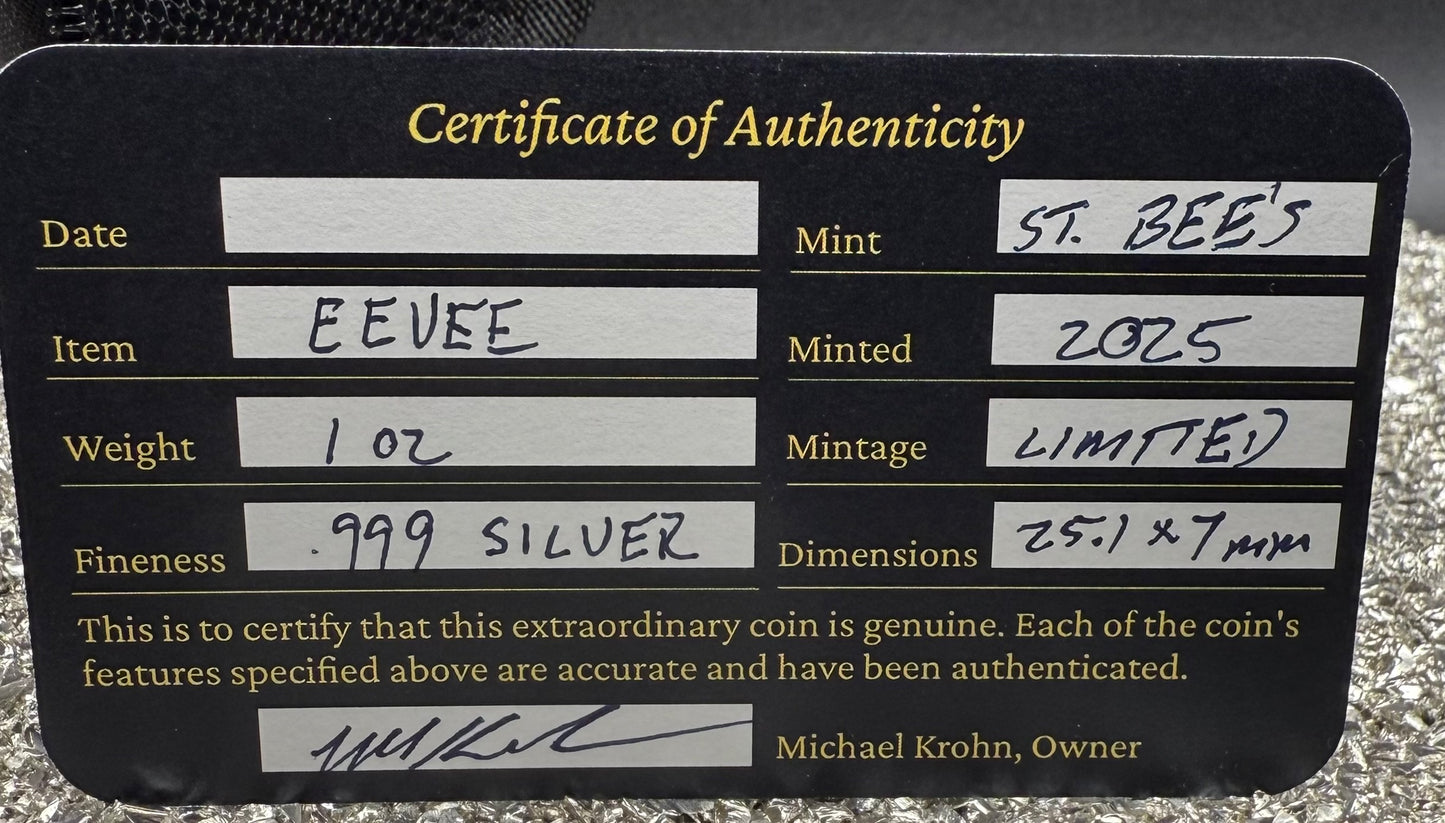 Certificate of Authenticity
Date
Mint ST. BEE'S
Item EEVEE
Minted 2025
Weight 1 oz
Mintage LIMITED
Fineness .999 SILVER
Dimensions 25.1 x 7 mm
This is to certify that this extraordinary coin is genuine. Each of the coin's
features specified above are accurate and have been authenticated.
Michael Krohn, Owner